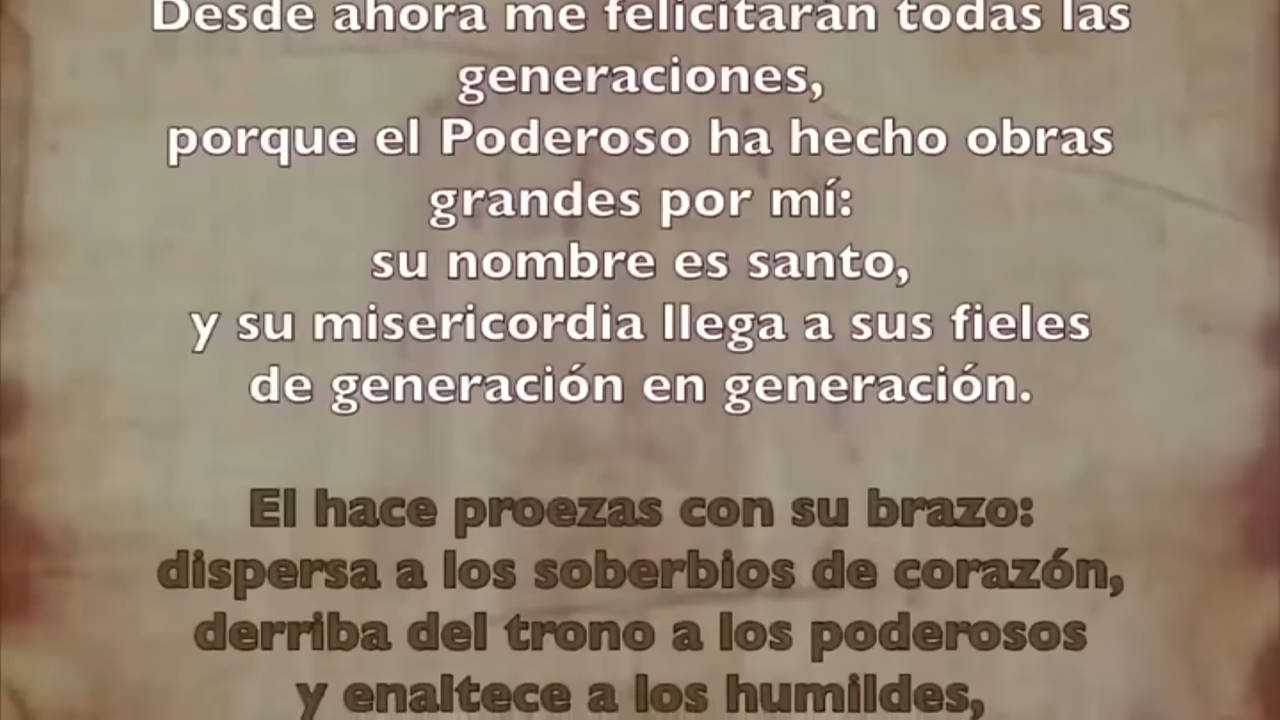 Desde ahora me felicitarán todas las
generaciones,
porque el Poderoso ha hecho obras
grandes por mí:
su nombre es santo,
y su misericordia llega a sus fieles
de generación en generación.
El hace proezas con su brazo:
dispersa a los soberbios de corazón,
derriba del trono a los poderosos
y enaltece a los humildes,